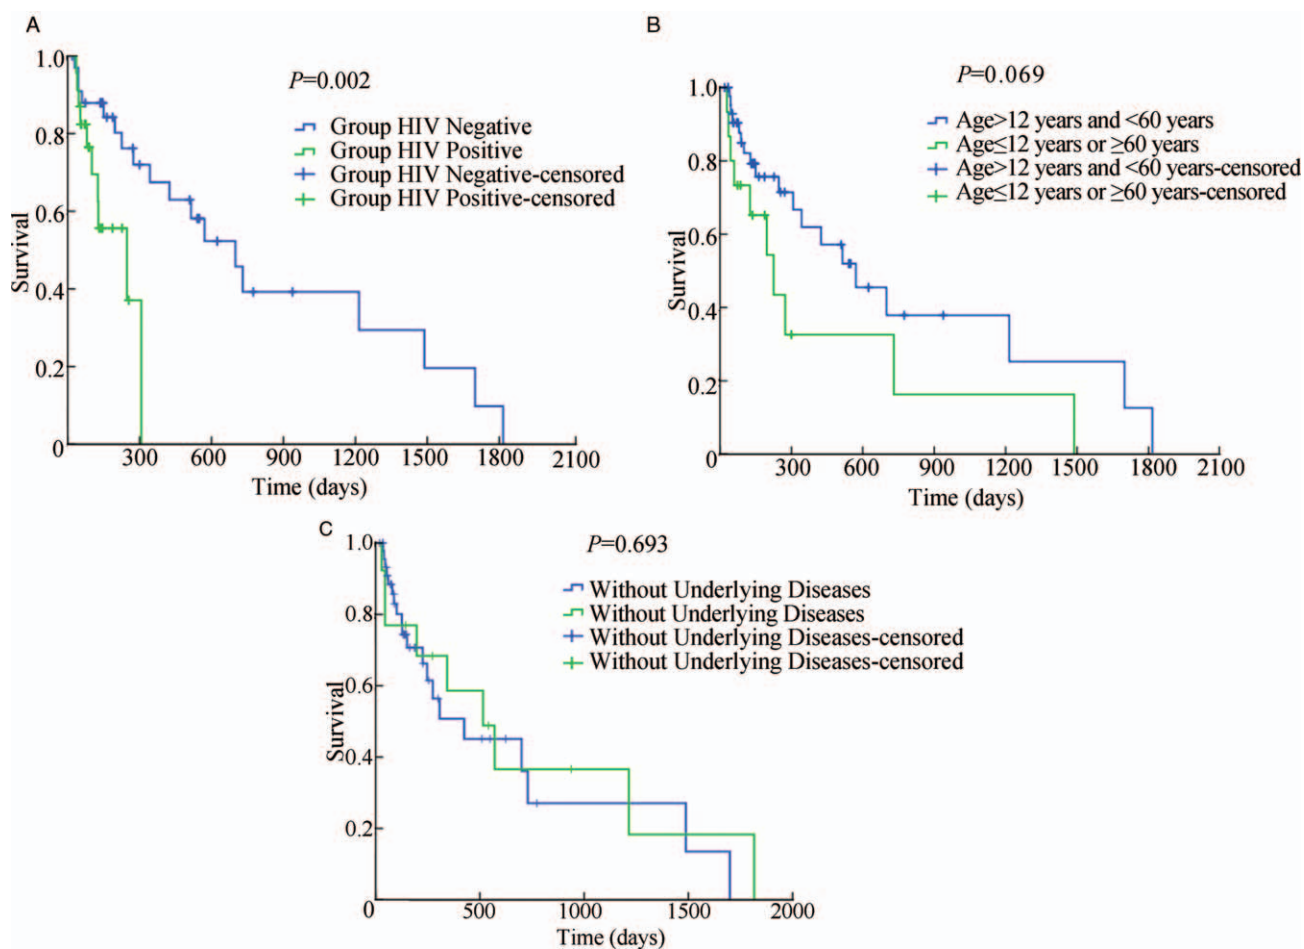 A
P=0.002
Group HIV Negative
Group HIV Positive
Group HIV Negative-censored
Group HIV Positive-censored
Survival
1.0
0.8
0.6
0.4
0.2
0
300 600 900 1200 1500 1800 2100
Time (days)
B
P=0.069
Age>12 years and <60 years
Age≤12 years or ≥60 years
Age>12 years and <60 years-censored
Age≤12 years or ≥60 years-censored
Survival
1.0
0.8
0.6
0.4
0.2
0
300 600 900 1200 1500 1800 2100
Time (days)
C
P=0.693
Without Underlying Diseases
Without Underlying Diseases
Without Underlying Diseases-censored
Without Underlying Diseases-censored
Survival
1.0
0.8
0.6
0.4
0.2
0 500 1000 1500 2000
Time (days)